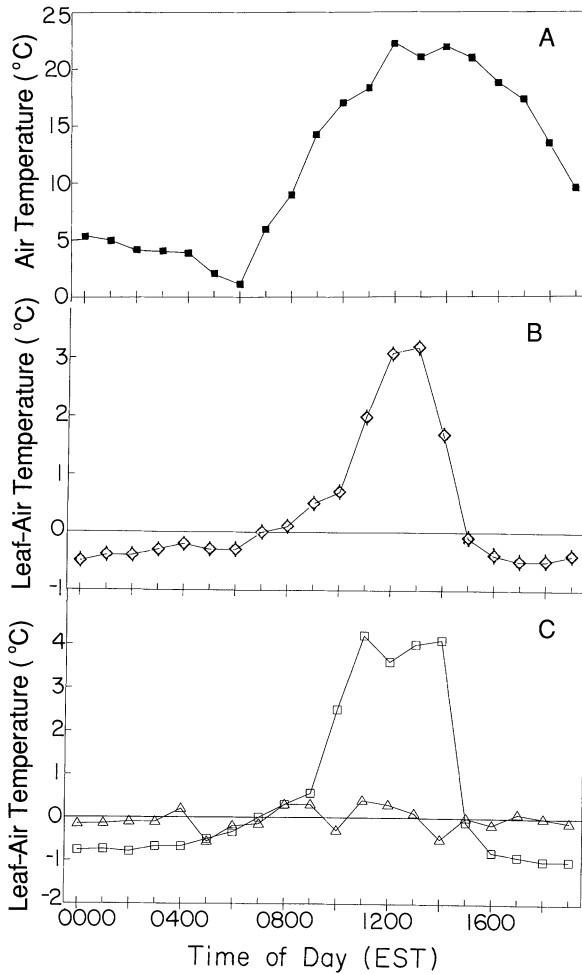 A
Air Temperature (°C)
25
20
15
10
5
0
B
Leaf-Air Temperature (°C)
3
2
1
0
-1
C
Leaf-Air Temperature (°C)
4
3
2
1
0
-1
-2
0000 0400 0800 1200 1600
Time of Day (EST)